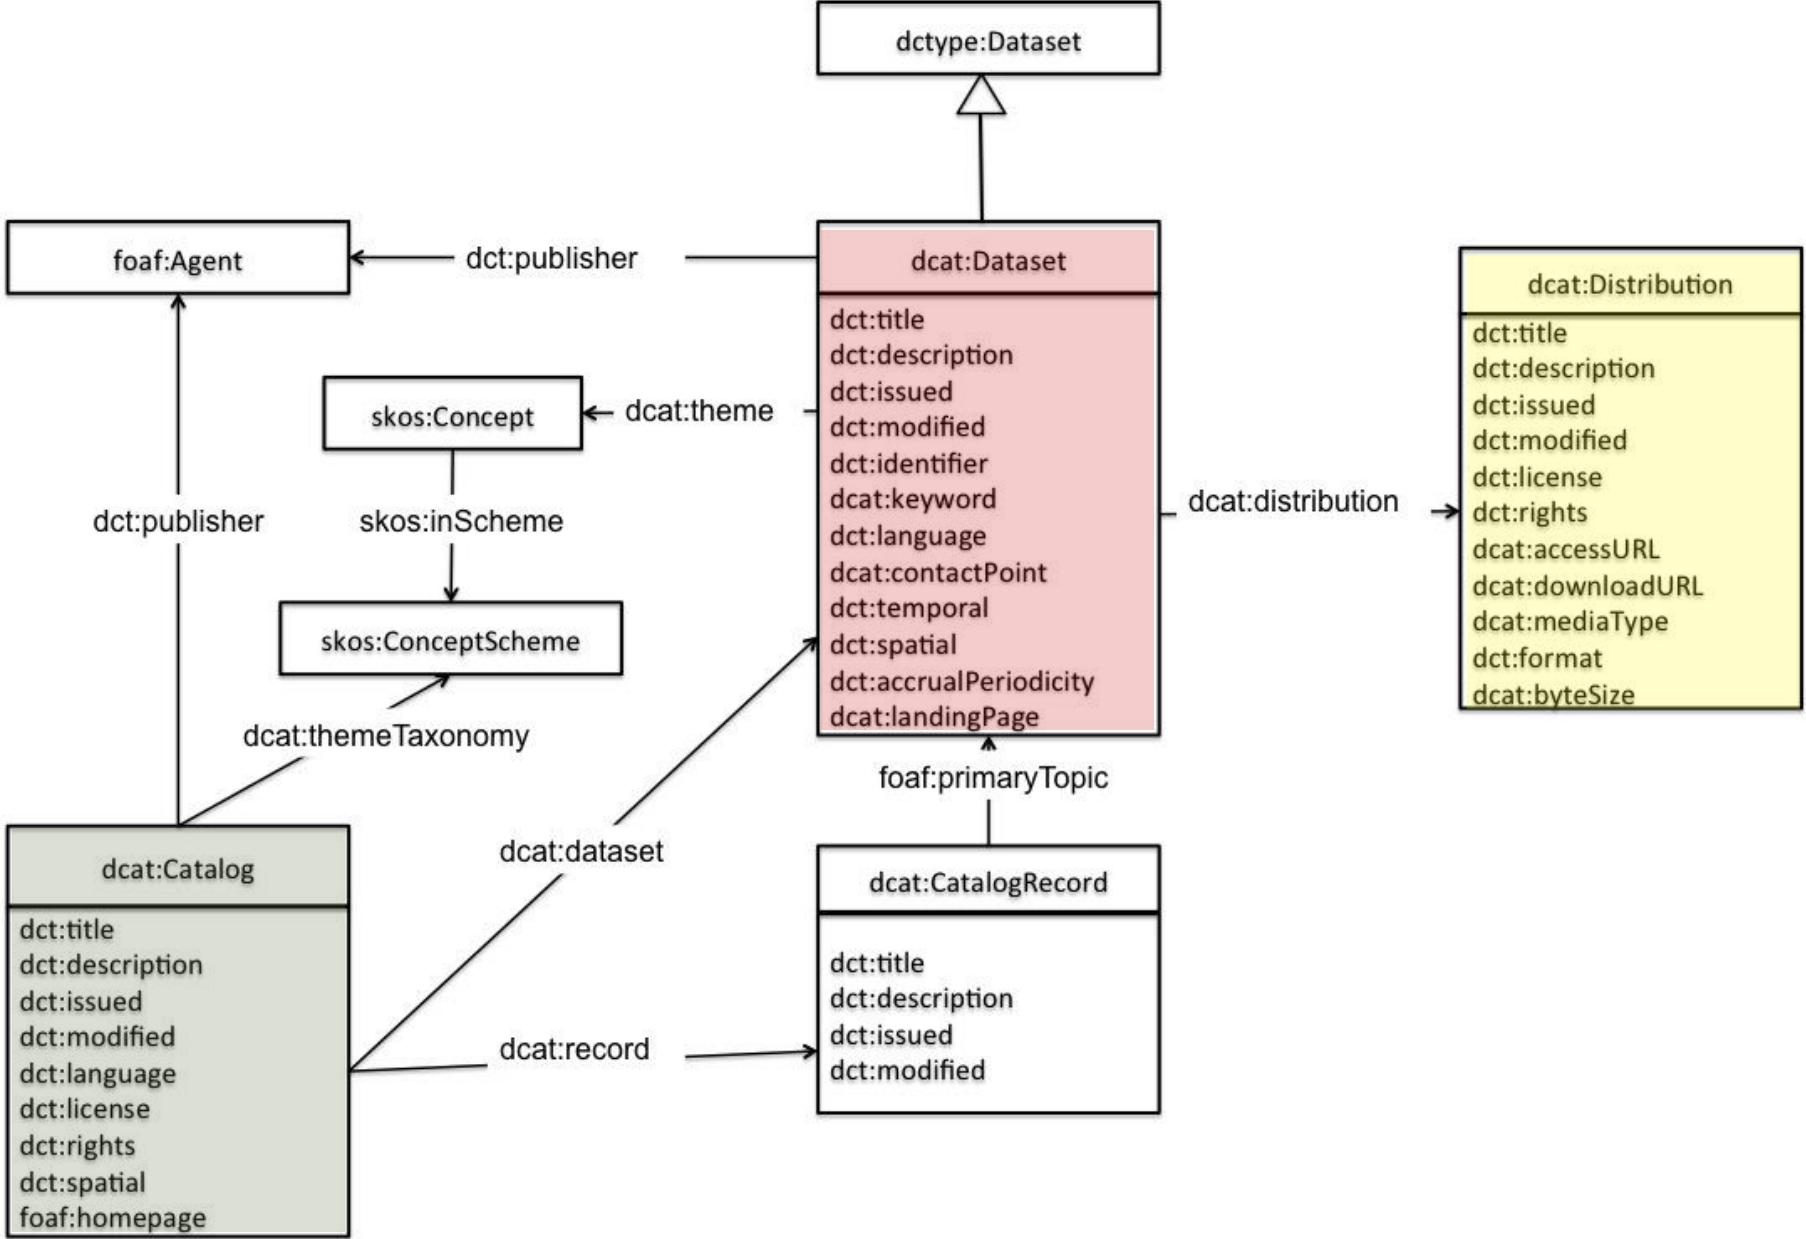 dctype:Dataset
foaf:Agent
dct:publisher
dcat:Dataset
dct:title
dct:description
dct:issued
dct:modified
dct:identifier
dcat:keyword
dct:language
dcat:contactPoint
dct:temporal
dct:spatial
dct:accrualPeriodicity
dcat:landingPage
dcat:Distribution
dct:title
dct:description
dct:issued
dct:modified
dct:license
dct:rights
dcat:accessURL
dcat:downloadURL
dcat:mediaType
dct:format
dcat:byteSize
skos:Concept
dcat:theme
dcat:distribution
dct:publisher
skos:inScheme
skos:ConceptScheme
dcat:themeTaxonomy
foaf:primaryTopic
dcat:dataset
dcat:Catalog
dct:title
dct:description
dct:issued
dct:modified
dct:language
dct:license
dct:rights
dct:spatial
foaf:homepage
dcat:record
dcat:CatalogRecord
dct:title
dct:description
dct:issued
dct:modified